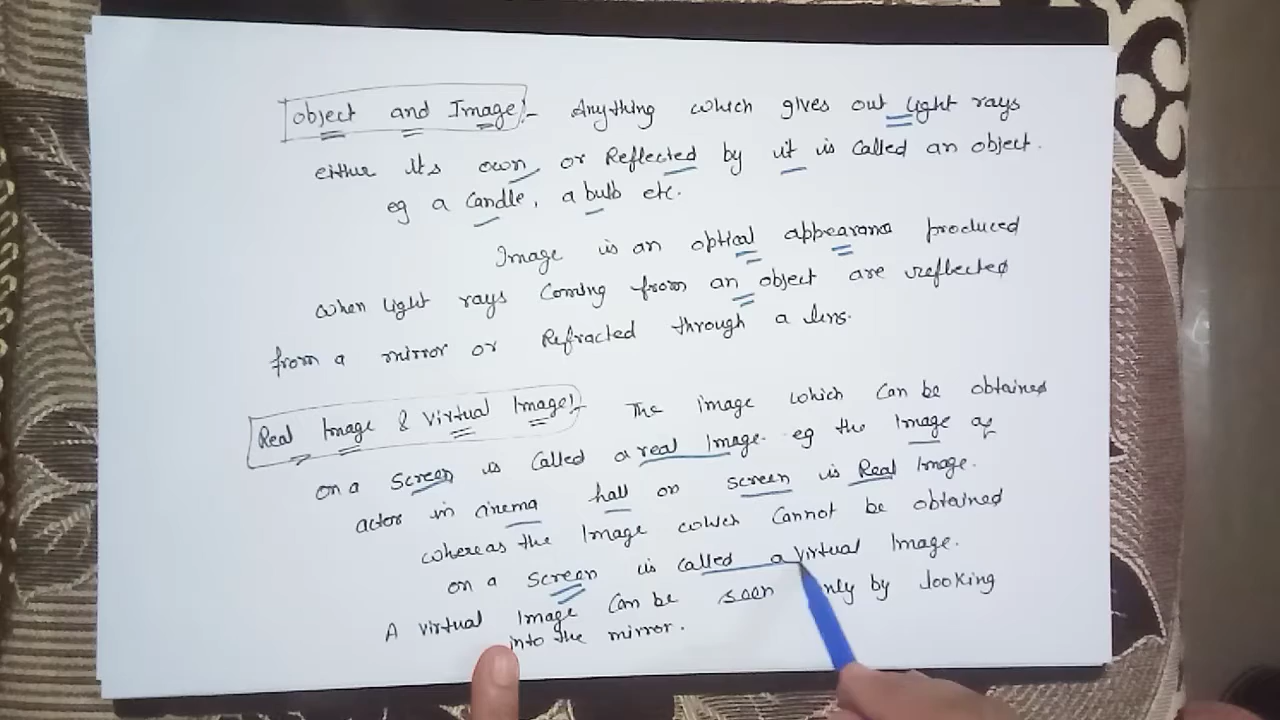 Object and Image:- Anything which gives out light rays
either its own or Reflected by it is called an object.
eg a Candle, a bulb etc.
Image is an optical appearance produced
when light rays coming from an object are reflected
from a mirror or Refracted through a lens.
Real Image & Virtual Image:- The image which can be obtained
on a screen is called a real Image. eg the Image of
actor in cinema hall on screen is Real Image.
whereas the Image which cannot be obtained
on a screen is called a virtual Image.
A virtual Image can be seen only by looking
into the mirror.